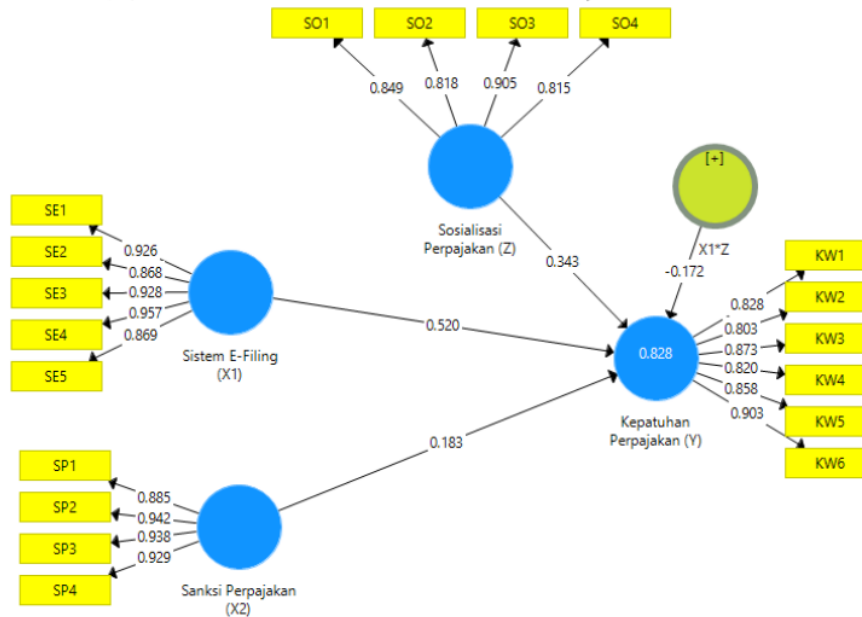 SO1
SO2
SO3
SO4
0.849
0.818
0.905
0.815
Sosialisasi
Perpajakan (Z)
[+]
X1*Z
-0.172
0.343
SE1
SE2
SE3
SE4
SE5
0.926
0.868
0.928
0.957
0.869
Sistem E-Filing
(X1)
0.520
0.183
0.828
Kepatuhan
Perpajakan (Y)
0.828
0.803
0.873
0.820
0.858
0.903
KW1
KW2
KW3
KW4
KW5
KW6
SP1
SP2
SP3
SP4
0.885
0.942
0.938
0.929
Sanksi Perpajakan
(X2)